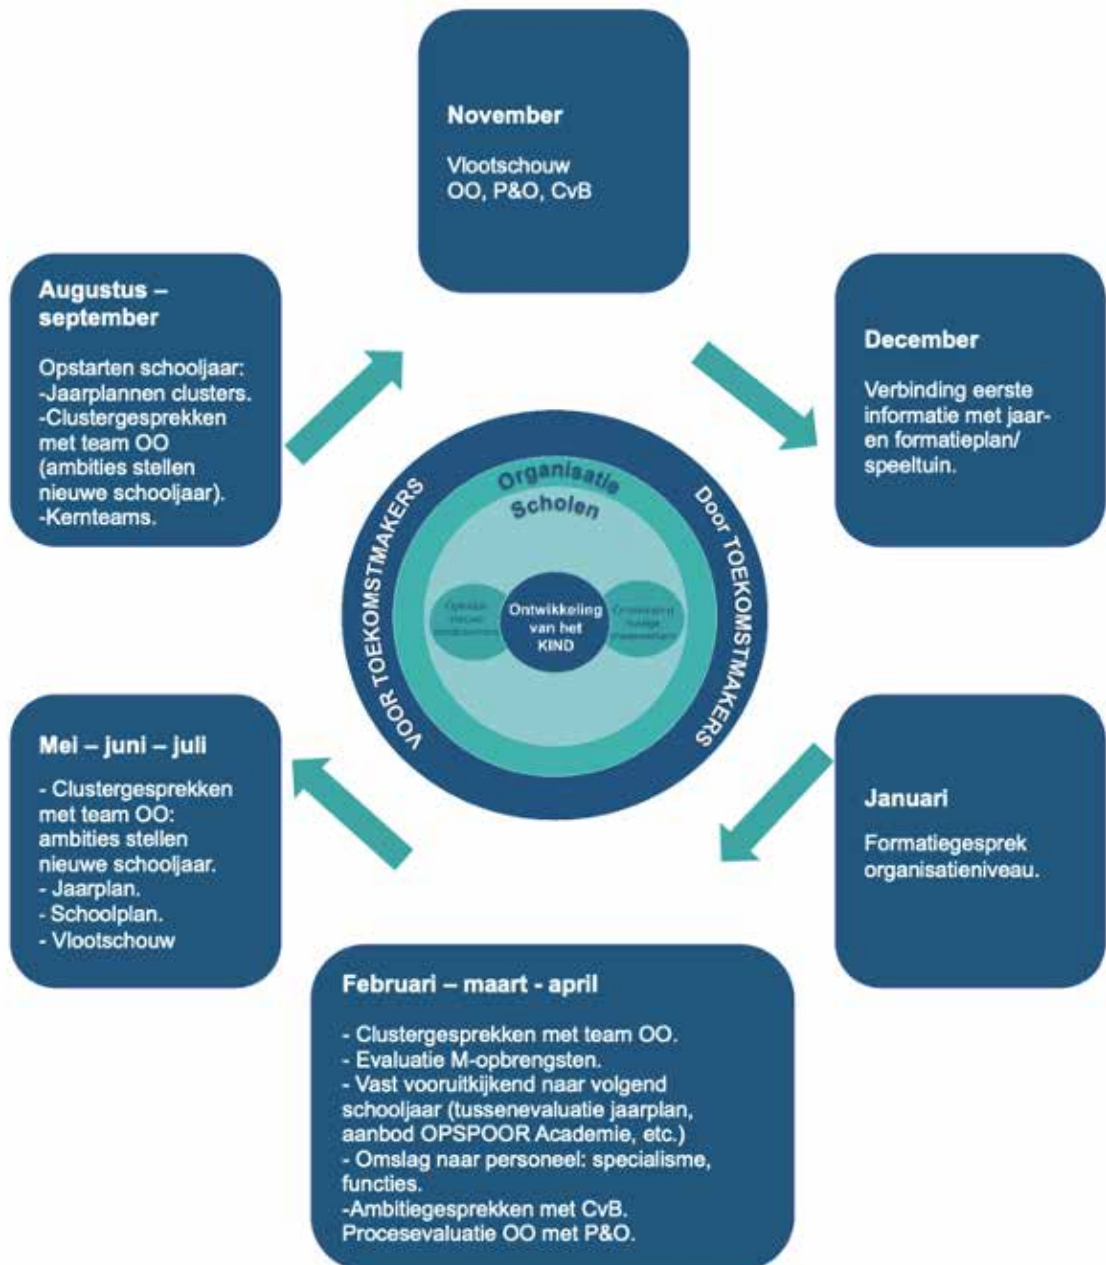 November
Vlootschouw
OO, P&O, CvB
Augustus –
september
Opstarten schooljaar:
-Jaarplannen clusters.
-Clustergesprekken
met team OO
(ambities stellen
nieuwe schooljaar).
-Kernteams.
December
Verbinding eerste
informatie met jaar-
en formatieplan/
speeltuin.
VOOR TOEKOMSTMAKERS
Organisatie
Scholen
Door TOEKOMSTMAKERS
Ontwikkeling
van het
KIND
Mei – juni – juli
- Clustergesprekken
met team OO:
ambities stellen
nieuwe schooljaar.
- Jaarplan.
- Schoolplan.
- Vlootschouw
Januari
Formatiegesprek
organisatieniveau.
Februari – maart - april
- Clustergesprekken met team OO.
- Evaluatie M-opbrengsten.
- Vast vooruitkijkend naar volgend
schooljaar (tussenevaluatie jaarplan,
aanbod OPSPOOR Academie, etc.)
- Omslag naar personeel: specialisme,
functies.
-Ambitiegesprekken met CvB.
Procesevaluatie OO met P&O.